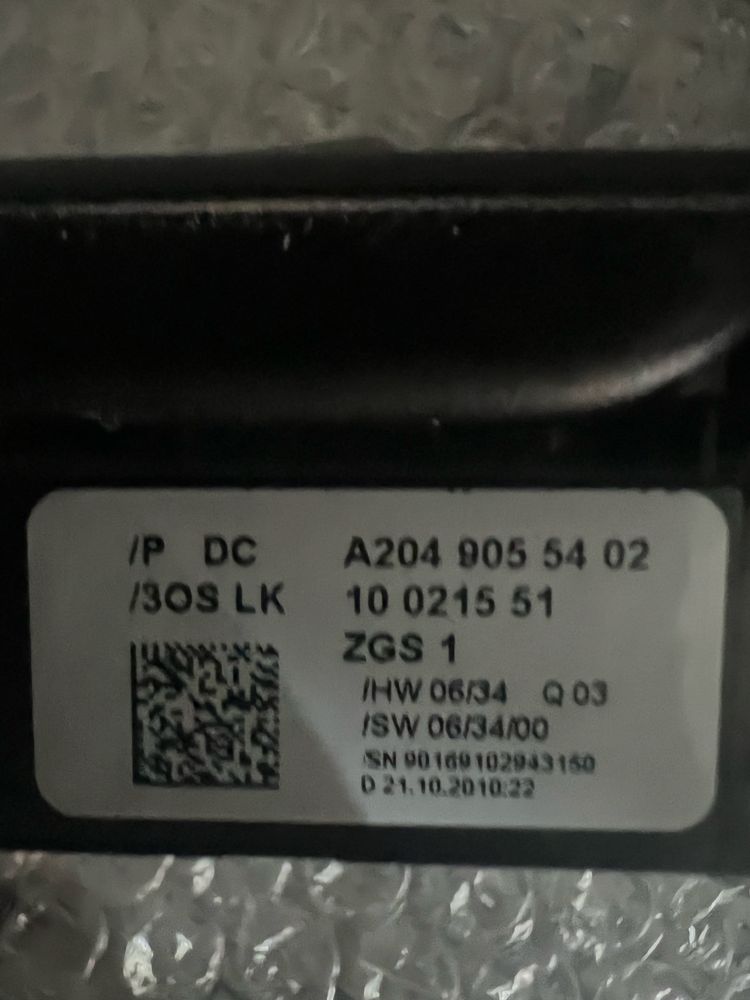 /P DC A204 905 54 02
/3OS LK 10 0215 51
ZGS 1
/HW 06/34 Q 03
/SW 06/34/00
/SN 90169102943150
D 21.10.2010:22